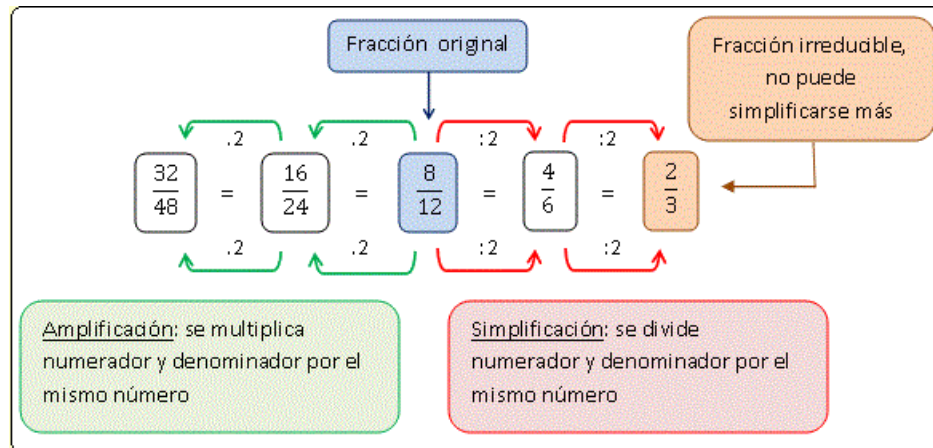 Fracción original
Fracción irreducible,
no puede
simplificarse más
.2 .2 :2 :2
32 16 8 4 2
= = = =
48 24 12 6 3
.2 .2 :2 :2
Amplificación: se multiplica
numerador y denominador por el
mismo número
Simplificación: se divide
numerador y denominador por el
mismo número